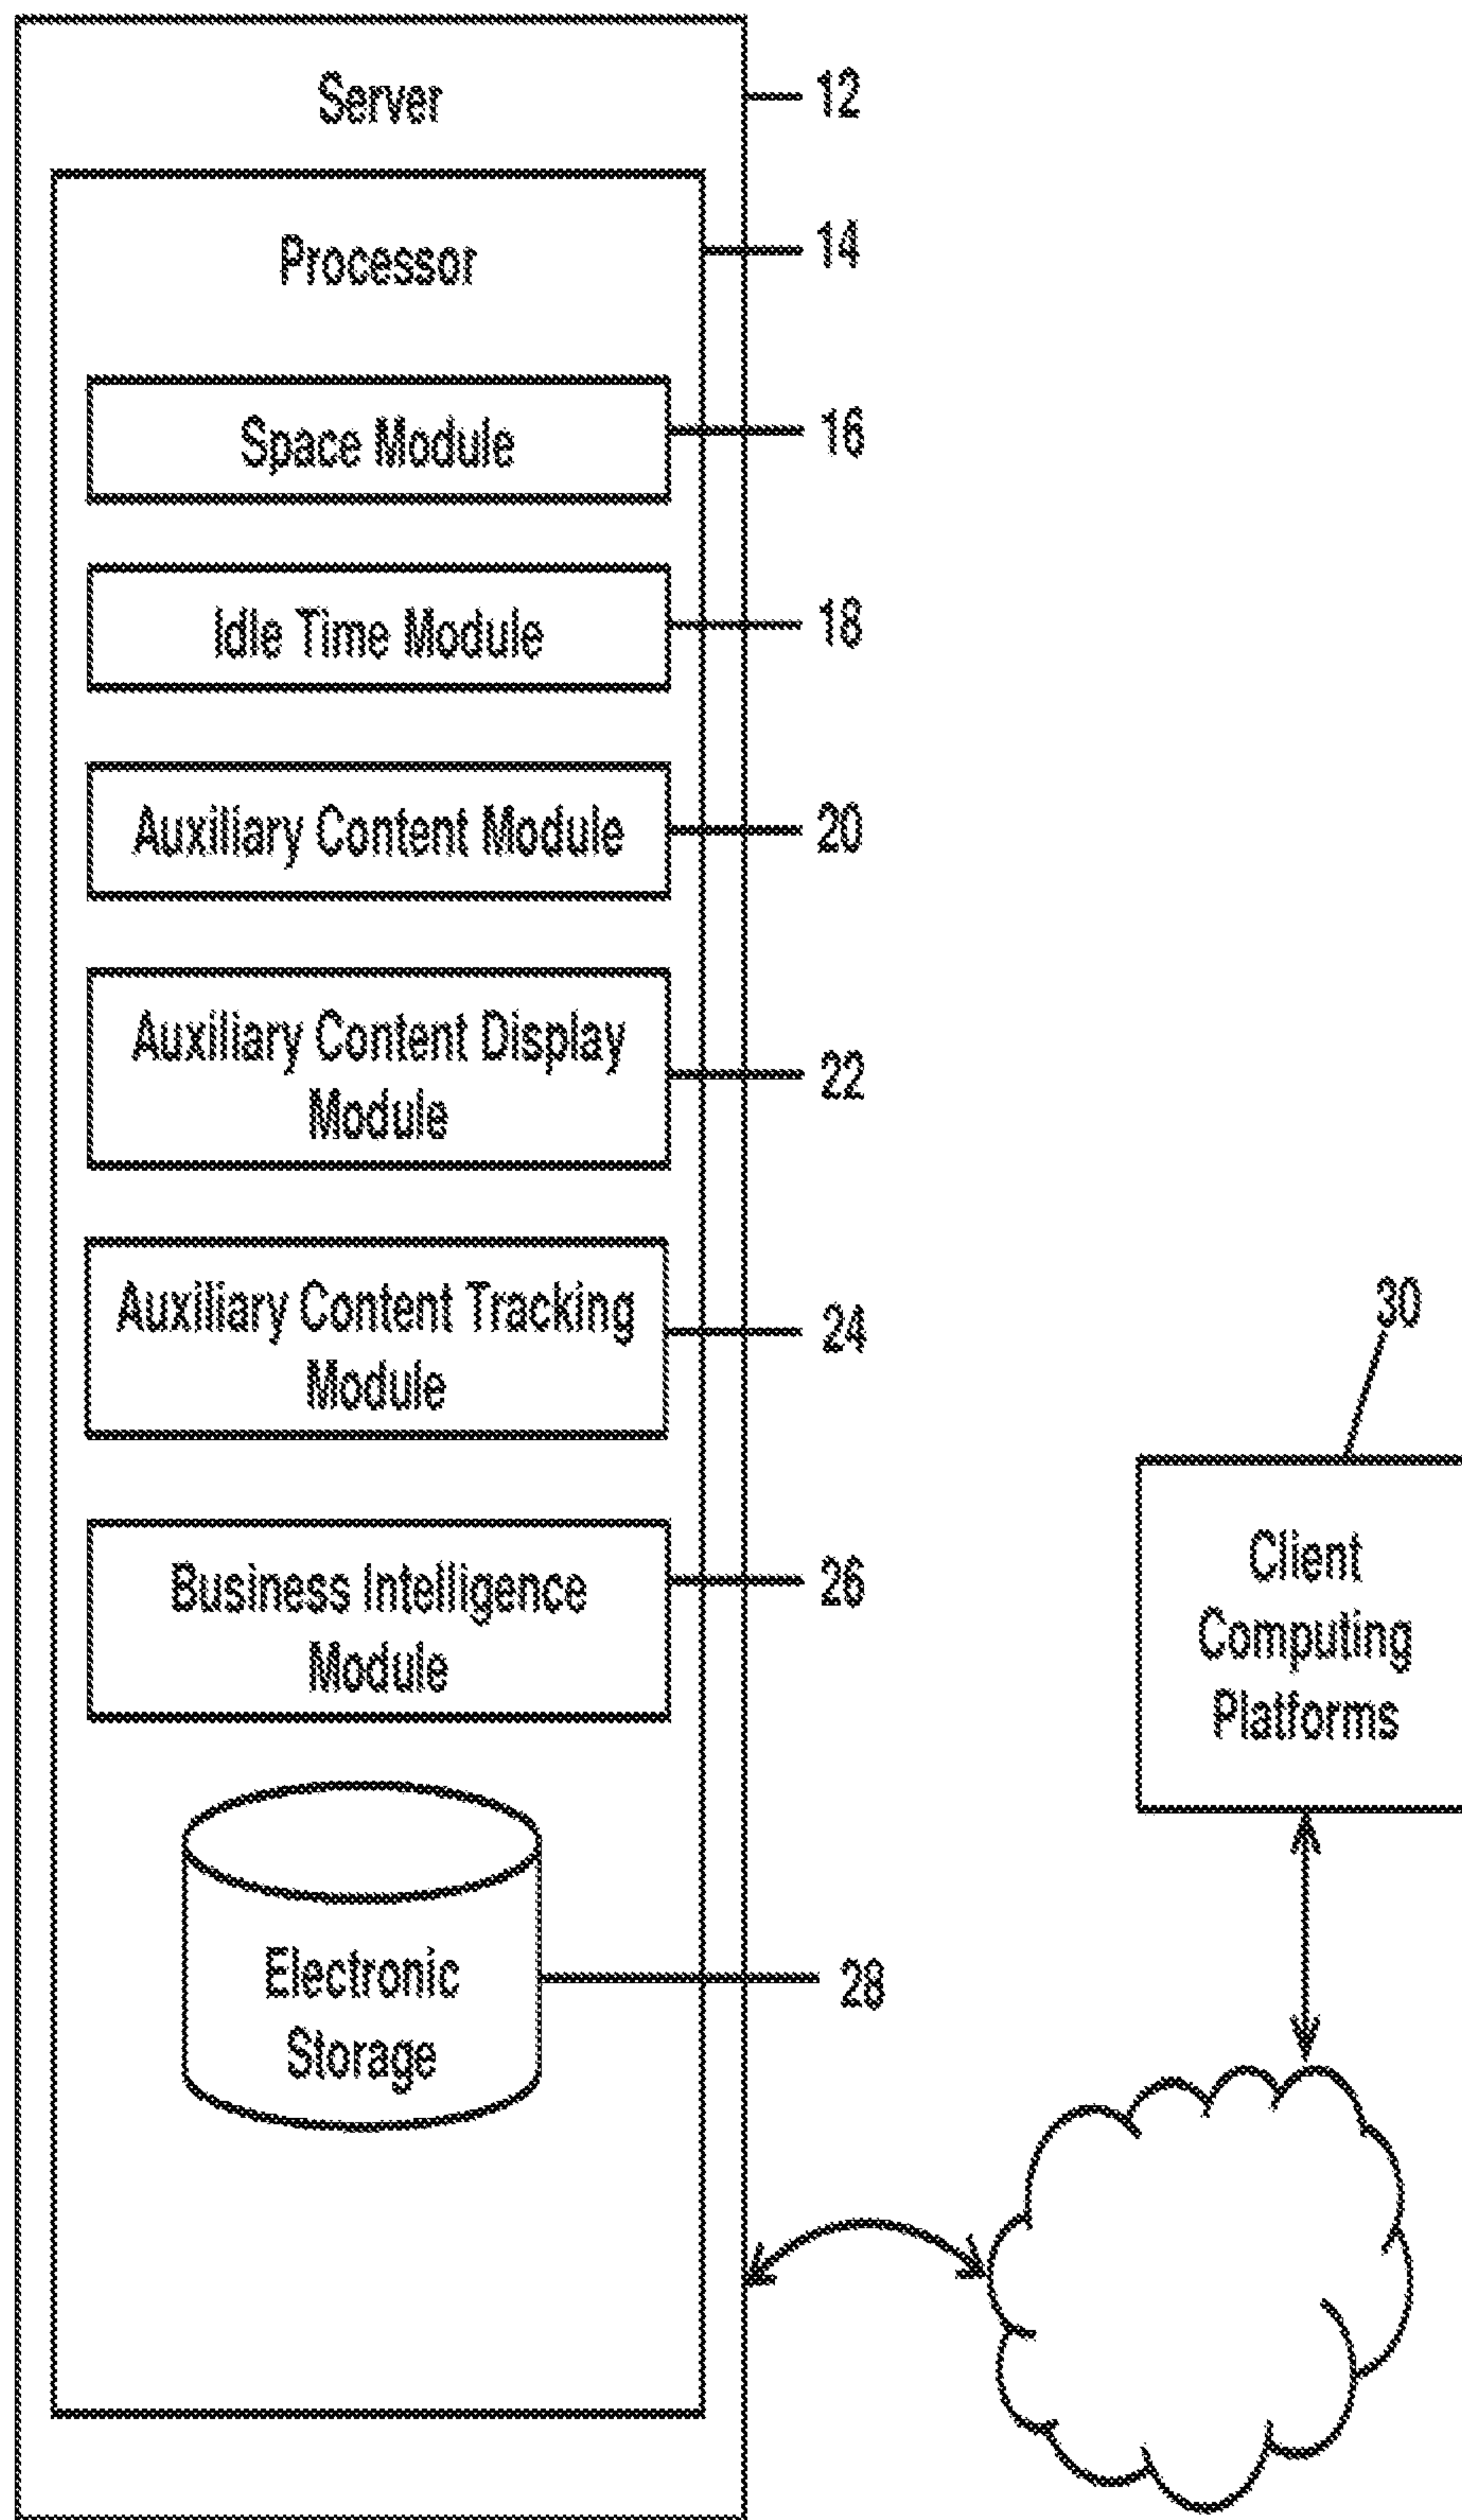 Server
12
Processor
14
Space Module
16
Idle Time Module
18
Auxiliary Content Module
20
Auxiliary Content Display
Module
22
Auxiliary Content Tracking
Module
24
Business Intelligence
Module
26
Electronic
Storage
28
30
Client
Computing
Platforms